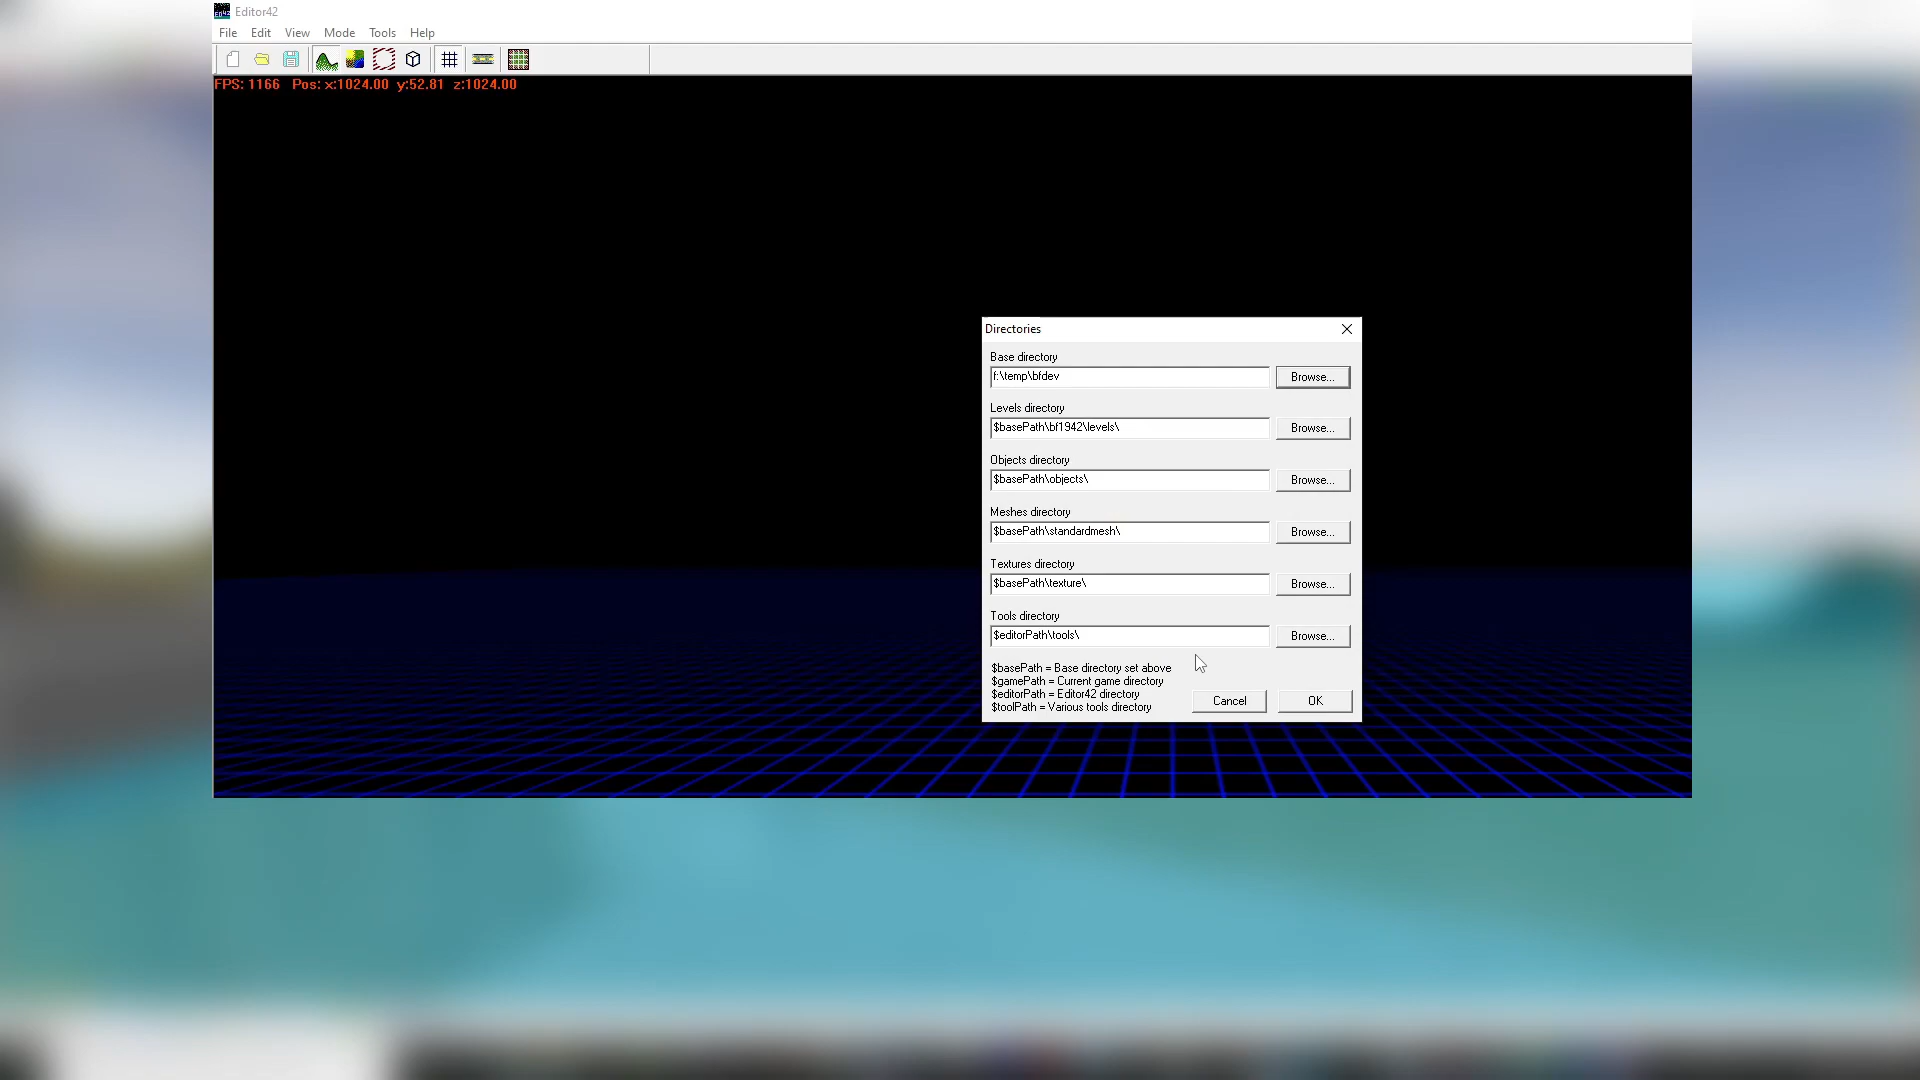 Editor42
File Edit View Mode Tools Help
FPS: 1166 Pos: x:1024.00 y:52.81 z:1024.00
Directories
Base directory
f:\temp\bfdev Browse...
Levels directory
$basePath\bf1942\levels\ Browse...
Objects directory
$basePath\objects\ Browse...
Meshes directory
$basePath\standardmesh\ Browse...
Textures directory
$basePath\texture\ Browse...
Tools directory
$editorPath\tools\ Browse...
$basePath = Base directory set above
$gamePath = Current game directory
$editorPath = Editor42 directory
$toolPath = Various tools directory
Cancel OK